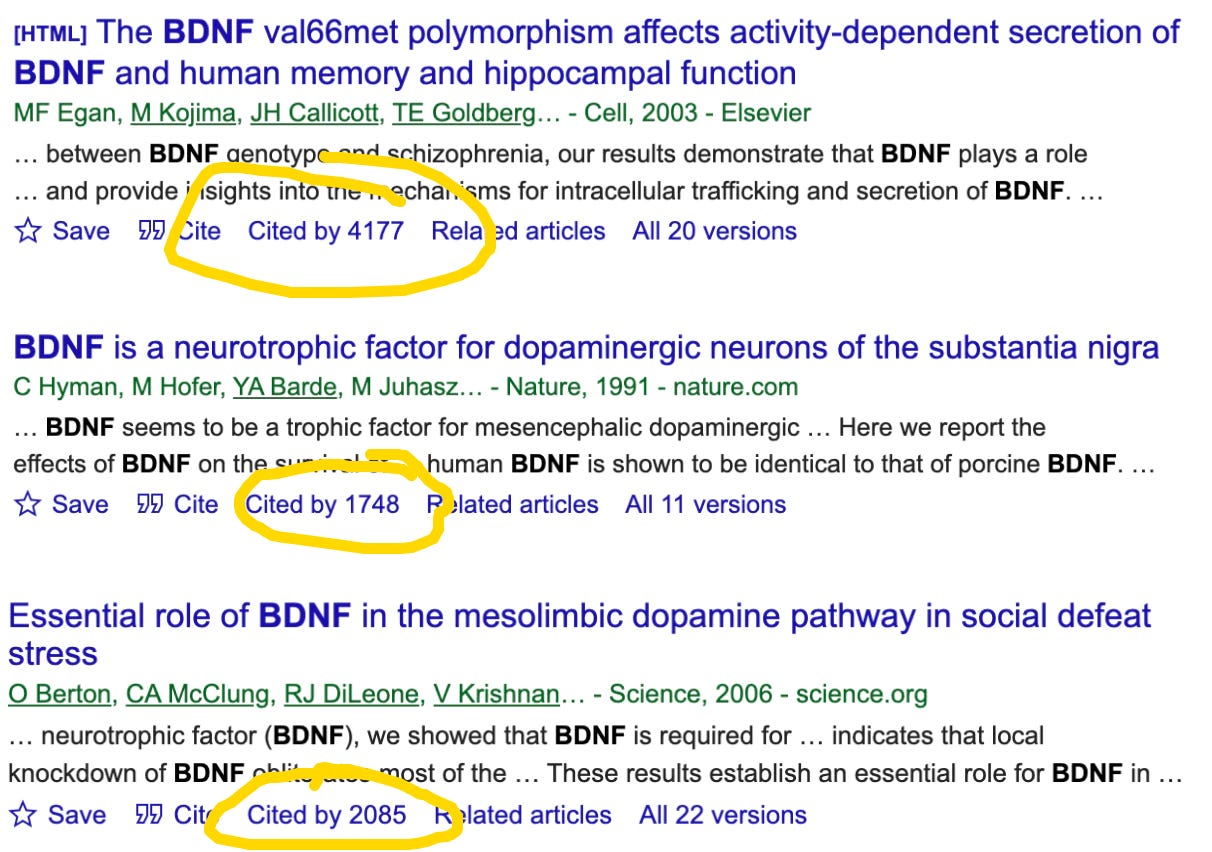 [HTML] The BDNF val66met polymorphism affects activity-dependent secretion of
BDNF and human memory and hippocampal function
MF Egan, M Kojima, JH Callicott, TE Goldberg… - Cell, 2003 - Elsevier
… between BDNF genotype and schizophrenia, our results demonstrate that BDNF plays a role
… and provide insights into the mechanisms for intracellular trafficking and secretion of BDNF. …
Save Cite Cited by 4177 Related articles All 20 versions
BDNF is a neurotrophic factor for dopaminergic neurons of the substantia nigra
C Hyman, M Hofer, YA Barde, M Juhasz… - Nature, 1991 - nature.com
… BDNF seems to be a trophic factor for mesencephalic dopaminergic … Here we report the
effects of BDNF on the survival human BDNF is shown to be identical to that of porcine BDNF. …
Save Cite Cited by 1748 Related articles All 11 versions
Essential role of BDNF in the mesolimbic dopamine pathway in social defeat
stress
O Berton, CA McClung, RJ DiLeone, V Krishnan… - Science, 2006 - science.org
… neurotrophic factor (BDNF), we showed that BDNF is required for … indicates that local
knockdown of BDNF obliterates most of the … These results establish an essential role for BDNF in …
Save Cite Cited by 2085 Related articles All 22 versions